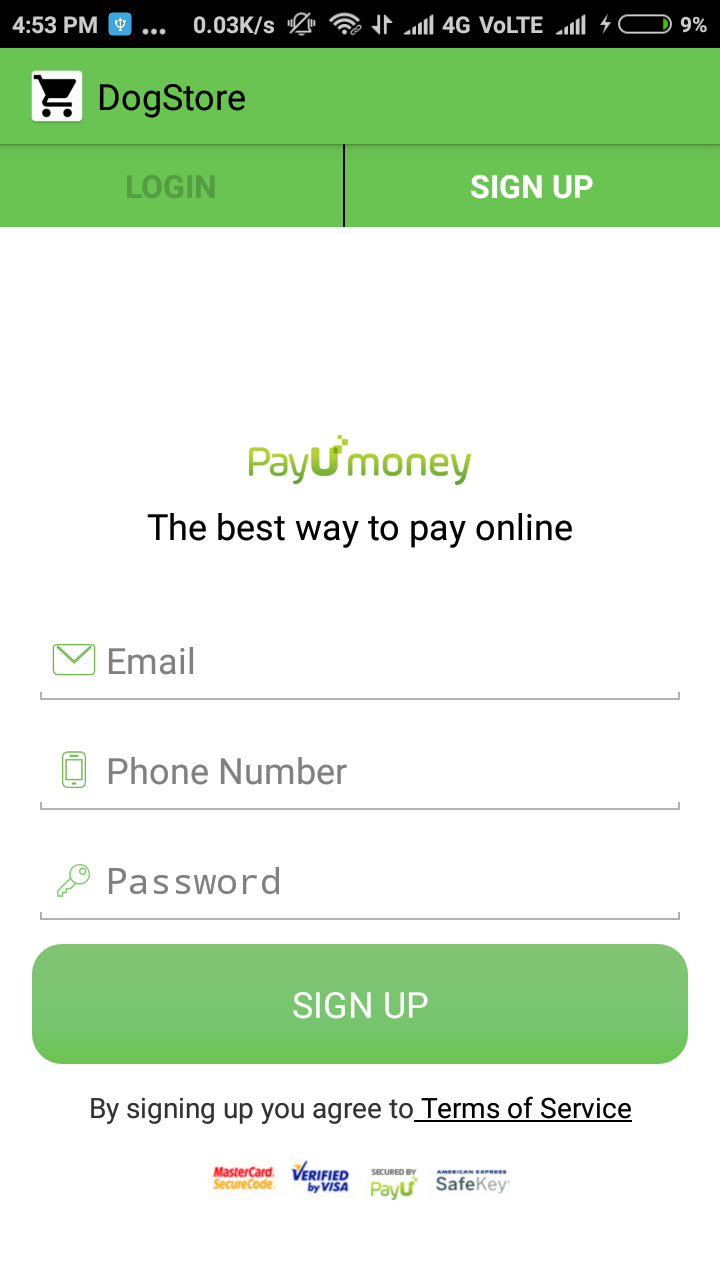 4:53 PM ... 0.03K/s 4G VoLTE 9%
DogStore
LOGIN SIGN UP
PayUmoney
The best way to pay online
Email
Phone Number
Password
SIGN UP
By signing up you agree to Terms of Service
MasterCard. SecureCode. VERIFIED by VISA SECURED BY PayU AMERICAN EXPRESS SafeKey